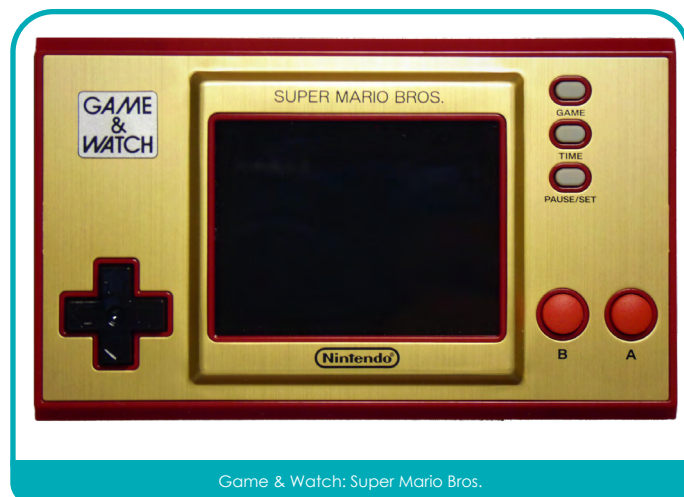 GAME
&
WATCH
SUPER MARIO BROS.
GAME
TIME
PAUSE/SET
Nintendo®
B
A
Game & Watch: Super Mario Bros.